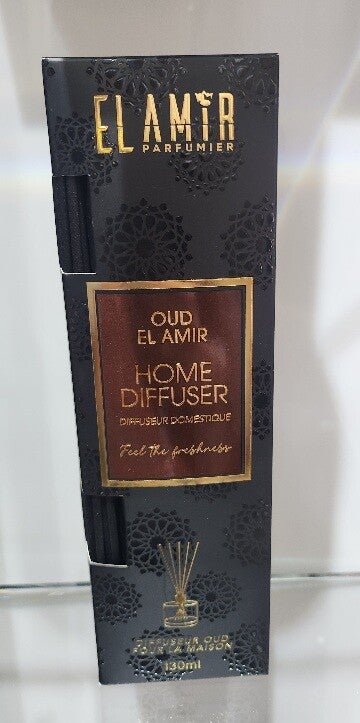 EL AMIR
PARFUMIER
OUD
EL AMIR
HOME
DIFFUSER
DIFFUSEUR DOMESTIQUE
Feel the freshness
DIFFUSEUR OUD
POUR LA MAISON
130ml